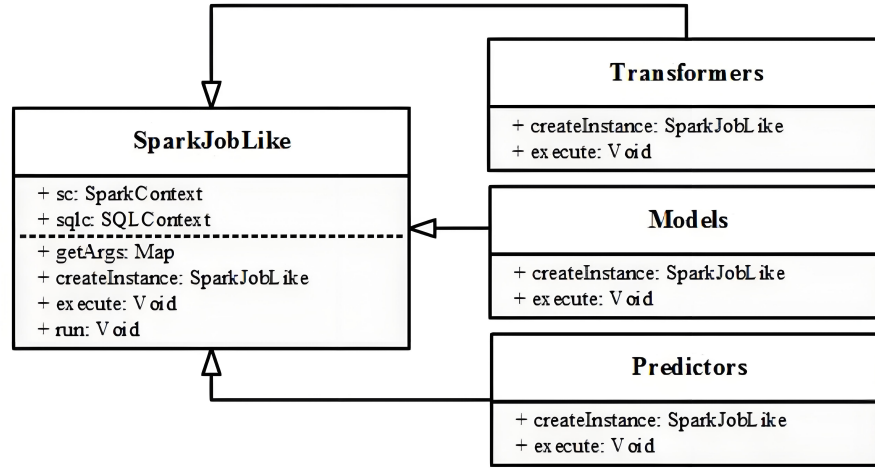 SparkJobLike
+ sc: SparkContext
+ sqlc: SQLContext
+ getArgs: Map
+ createInstance: SparkJobLike
+ execute: Void
+ run: Void
Transformers
+ createInstance: SparkJobLike
+ execute: Void
Models
+ createInstance: SparkJobLike
+ execute: Void
Predictors
+ createInstance: SparkJobLike
+ execute: Void